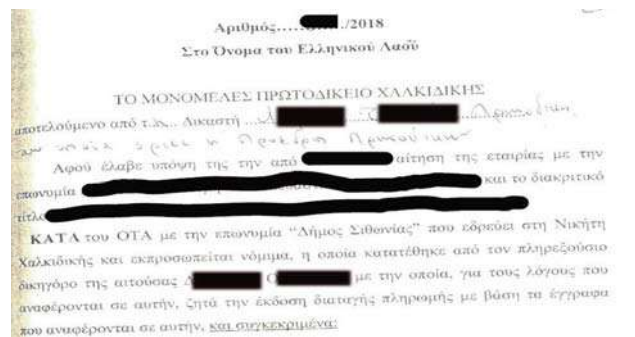 Αριθμός...../2018
Στο Όνομα του Ελληνικού Λαού
ΤΟ ΜΟΝΟΜΕΛΕΣ ΠΡΩΤΟΔΙΚΕΙΟ ΧΑΛΚΙΔΙΚΗΣ
αποτελούμενο από τ.. Δικαστή ...
Αφού έλαβε υπόψη της την από αίτηση της εταιρίας με την
επωνυμία και το διακριτικό
τίτλο
ΚΑΤΑ του ΟΤΑ με την επωνυμία “Δήμος Σιθωνίας” που εδρεύει στη Νικήτη
Χαλκιδικής και εκπροσωπείται νόμιμα, η οποία κατατέθηκε από τον πληρεξούσιο
δικηγόρο της αιτούσας με την οποία, για τους λόγους που
αναφέρονται σε αυτήν, ζητά την έκδοση διαταγής πληρωμής με βάση τα έγγραφα
που αναφέρονται σε αυτήν, και συγκεκριμένα: